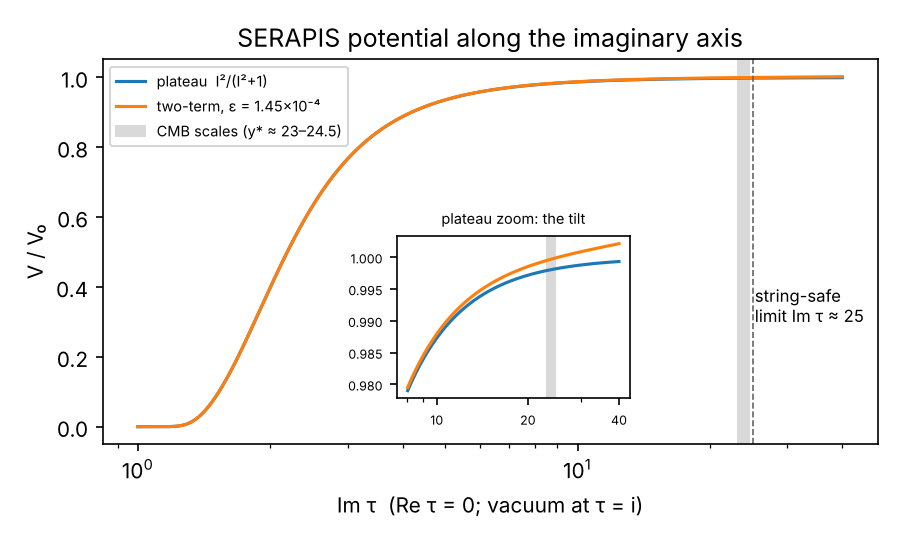 SERAPIS potential along the imaginary axis
plateau I²/(I²+1)
two-term, ε = 1.45×10⁻⁴
CMB scales (y* ≈ 23–24.5)
V / V₀
1.0
0.8
0.6
0.4
0.2
0.0
plateau zoom: the tilt
1.000
0.995
0.990
0.985
0.980
10
20
40
string-safe
limit Im τ ≈ 25
10⁰
10¹
Im τ (Re τ = 0; vacuum at τ = i)